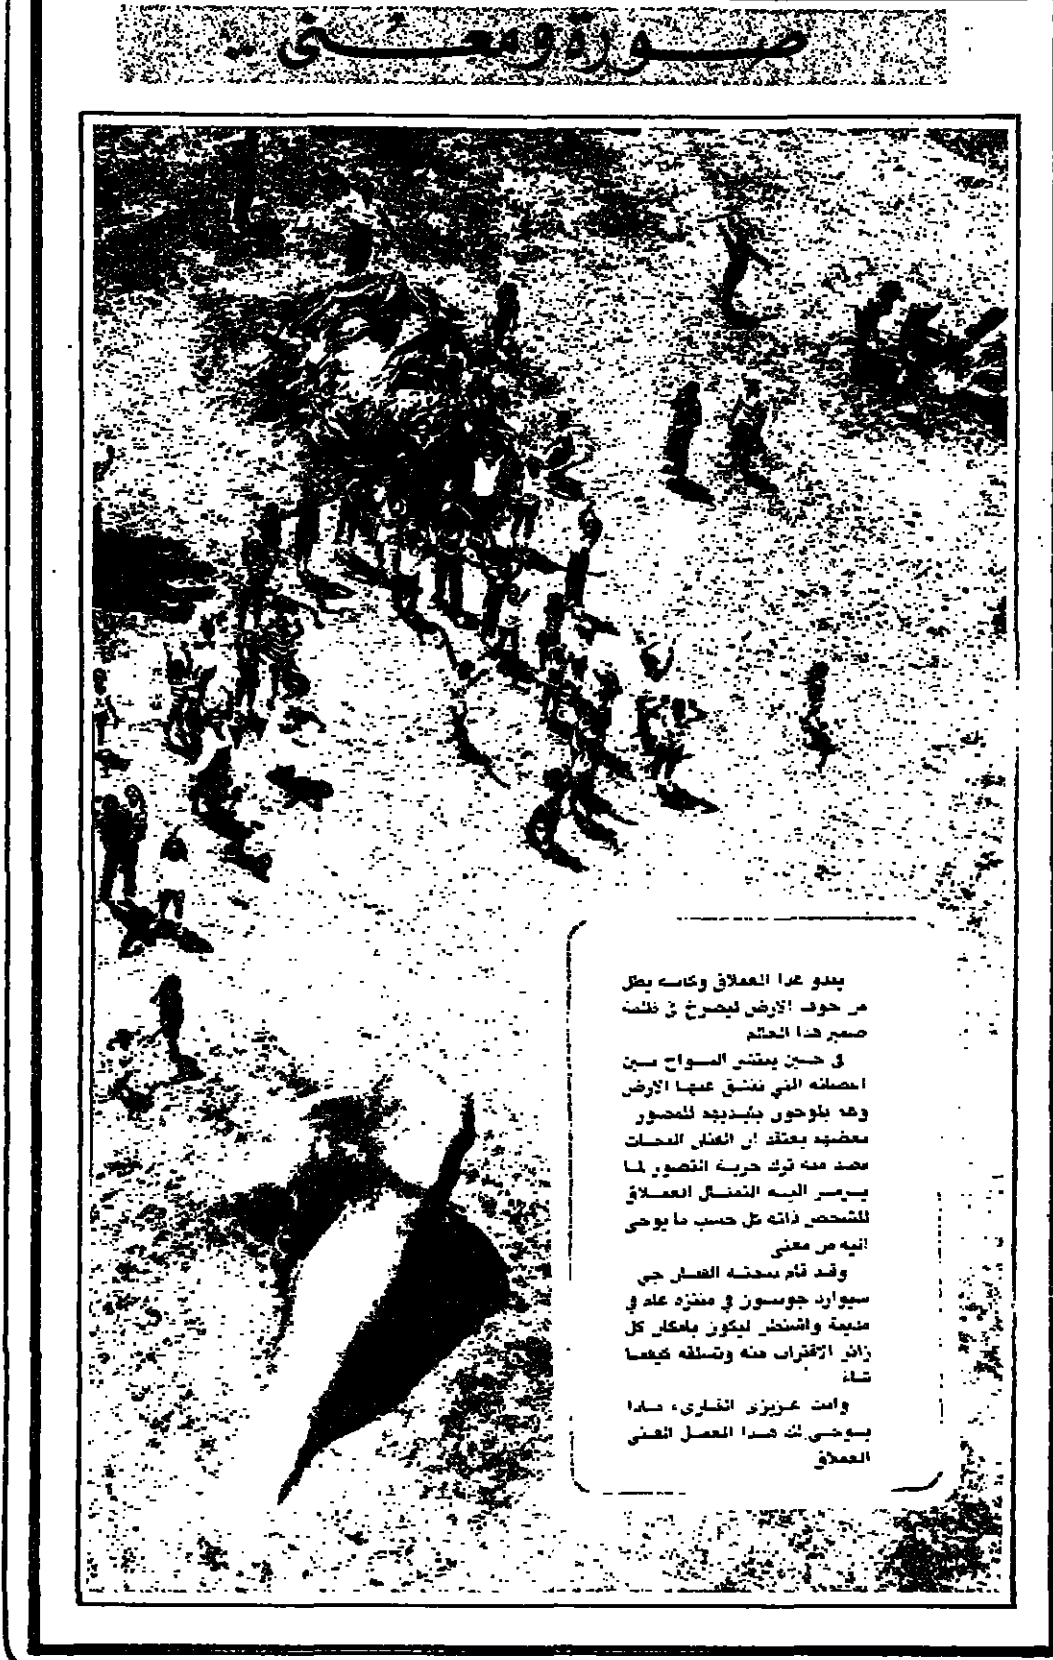 صورة ومعنى ..
يبدو هذا العملاق وكأنه يطل
من جوف الارض ليصرخ في ظلمة
ضمير هذا العالم
في حين ينتشر السواح بين
اعضائه التي تنشق عنها الارض
وهم يلوحون بأيديهم للمصور
بعضهم يعتقد ان الفنان النحات
قصد منه ترك حرية التصور لما
يرمز اليه التمثال العملاق
للشخص ذاته كل حسب ما يوحي
اليه من معنى
وقد قام بنحته الفنان جي
سيوارد جونسون في منتزه عام في
مدينة واشنطن ليكون بامكان كل
زائر الاقتراب منه وتسلقه كيفما
شاء
وانت عزيزي القارىء ماذا
يوحي لك هذا العمل الفني
العملاق